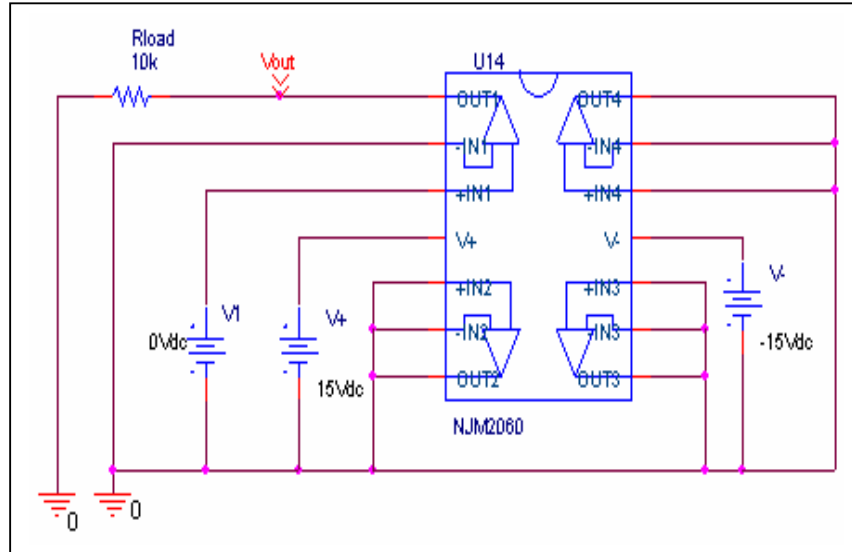 Rload
10k
Vout
U14
OUT1
OUT4
-IN1
-IN4
+IN1
+IN4
V+
V-
+IN2
+IN3
V1
V+
V-
0Vdc
-IN2
-IN3
-15Vdc
15Vdc
OUT2
OUT3
NJM2060
0
0